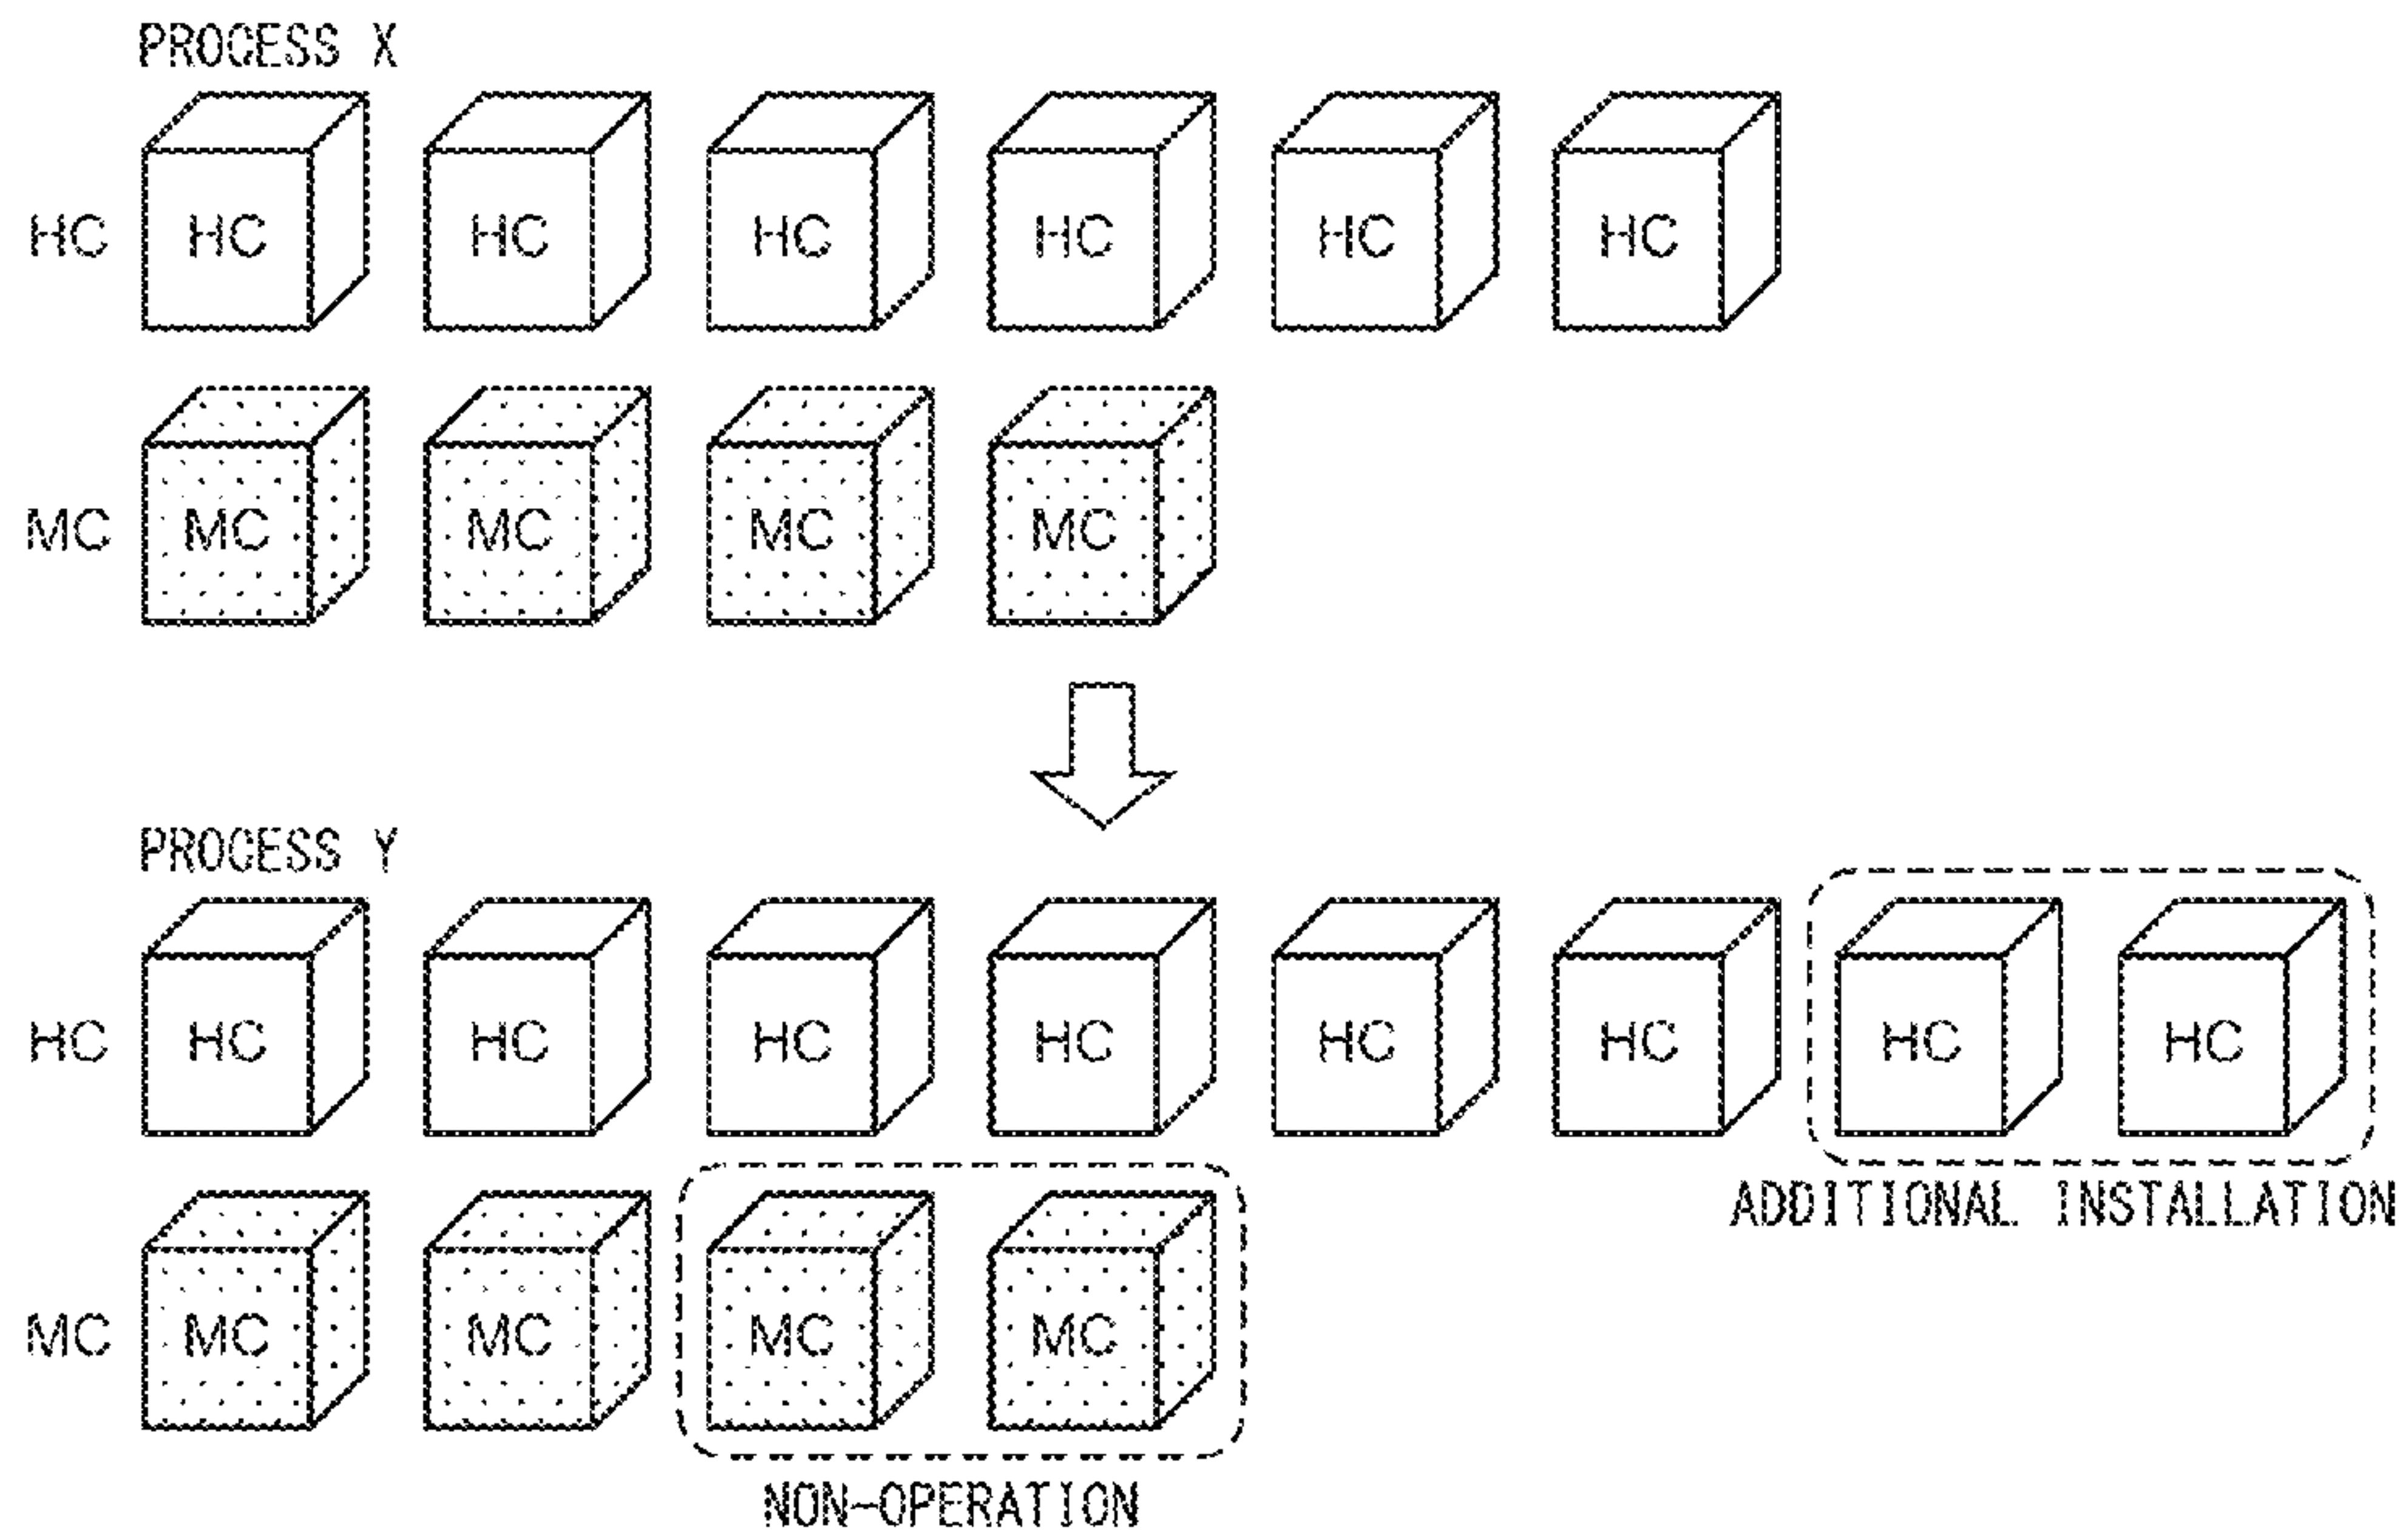 PROCESS X
HC HC HC HC HC HC HC
MC MC MC MC MC
PROCESS Y
HC HC HC HC HC HC HC HC HC
ADDITIONAL INSTALLATION
MC MC MC MC MC
NON-OPERATION